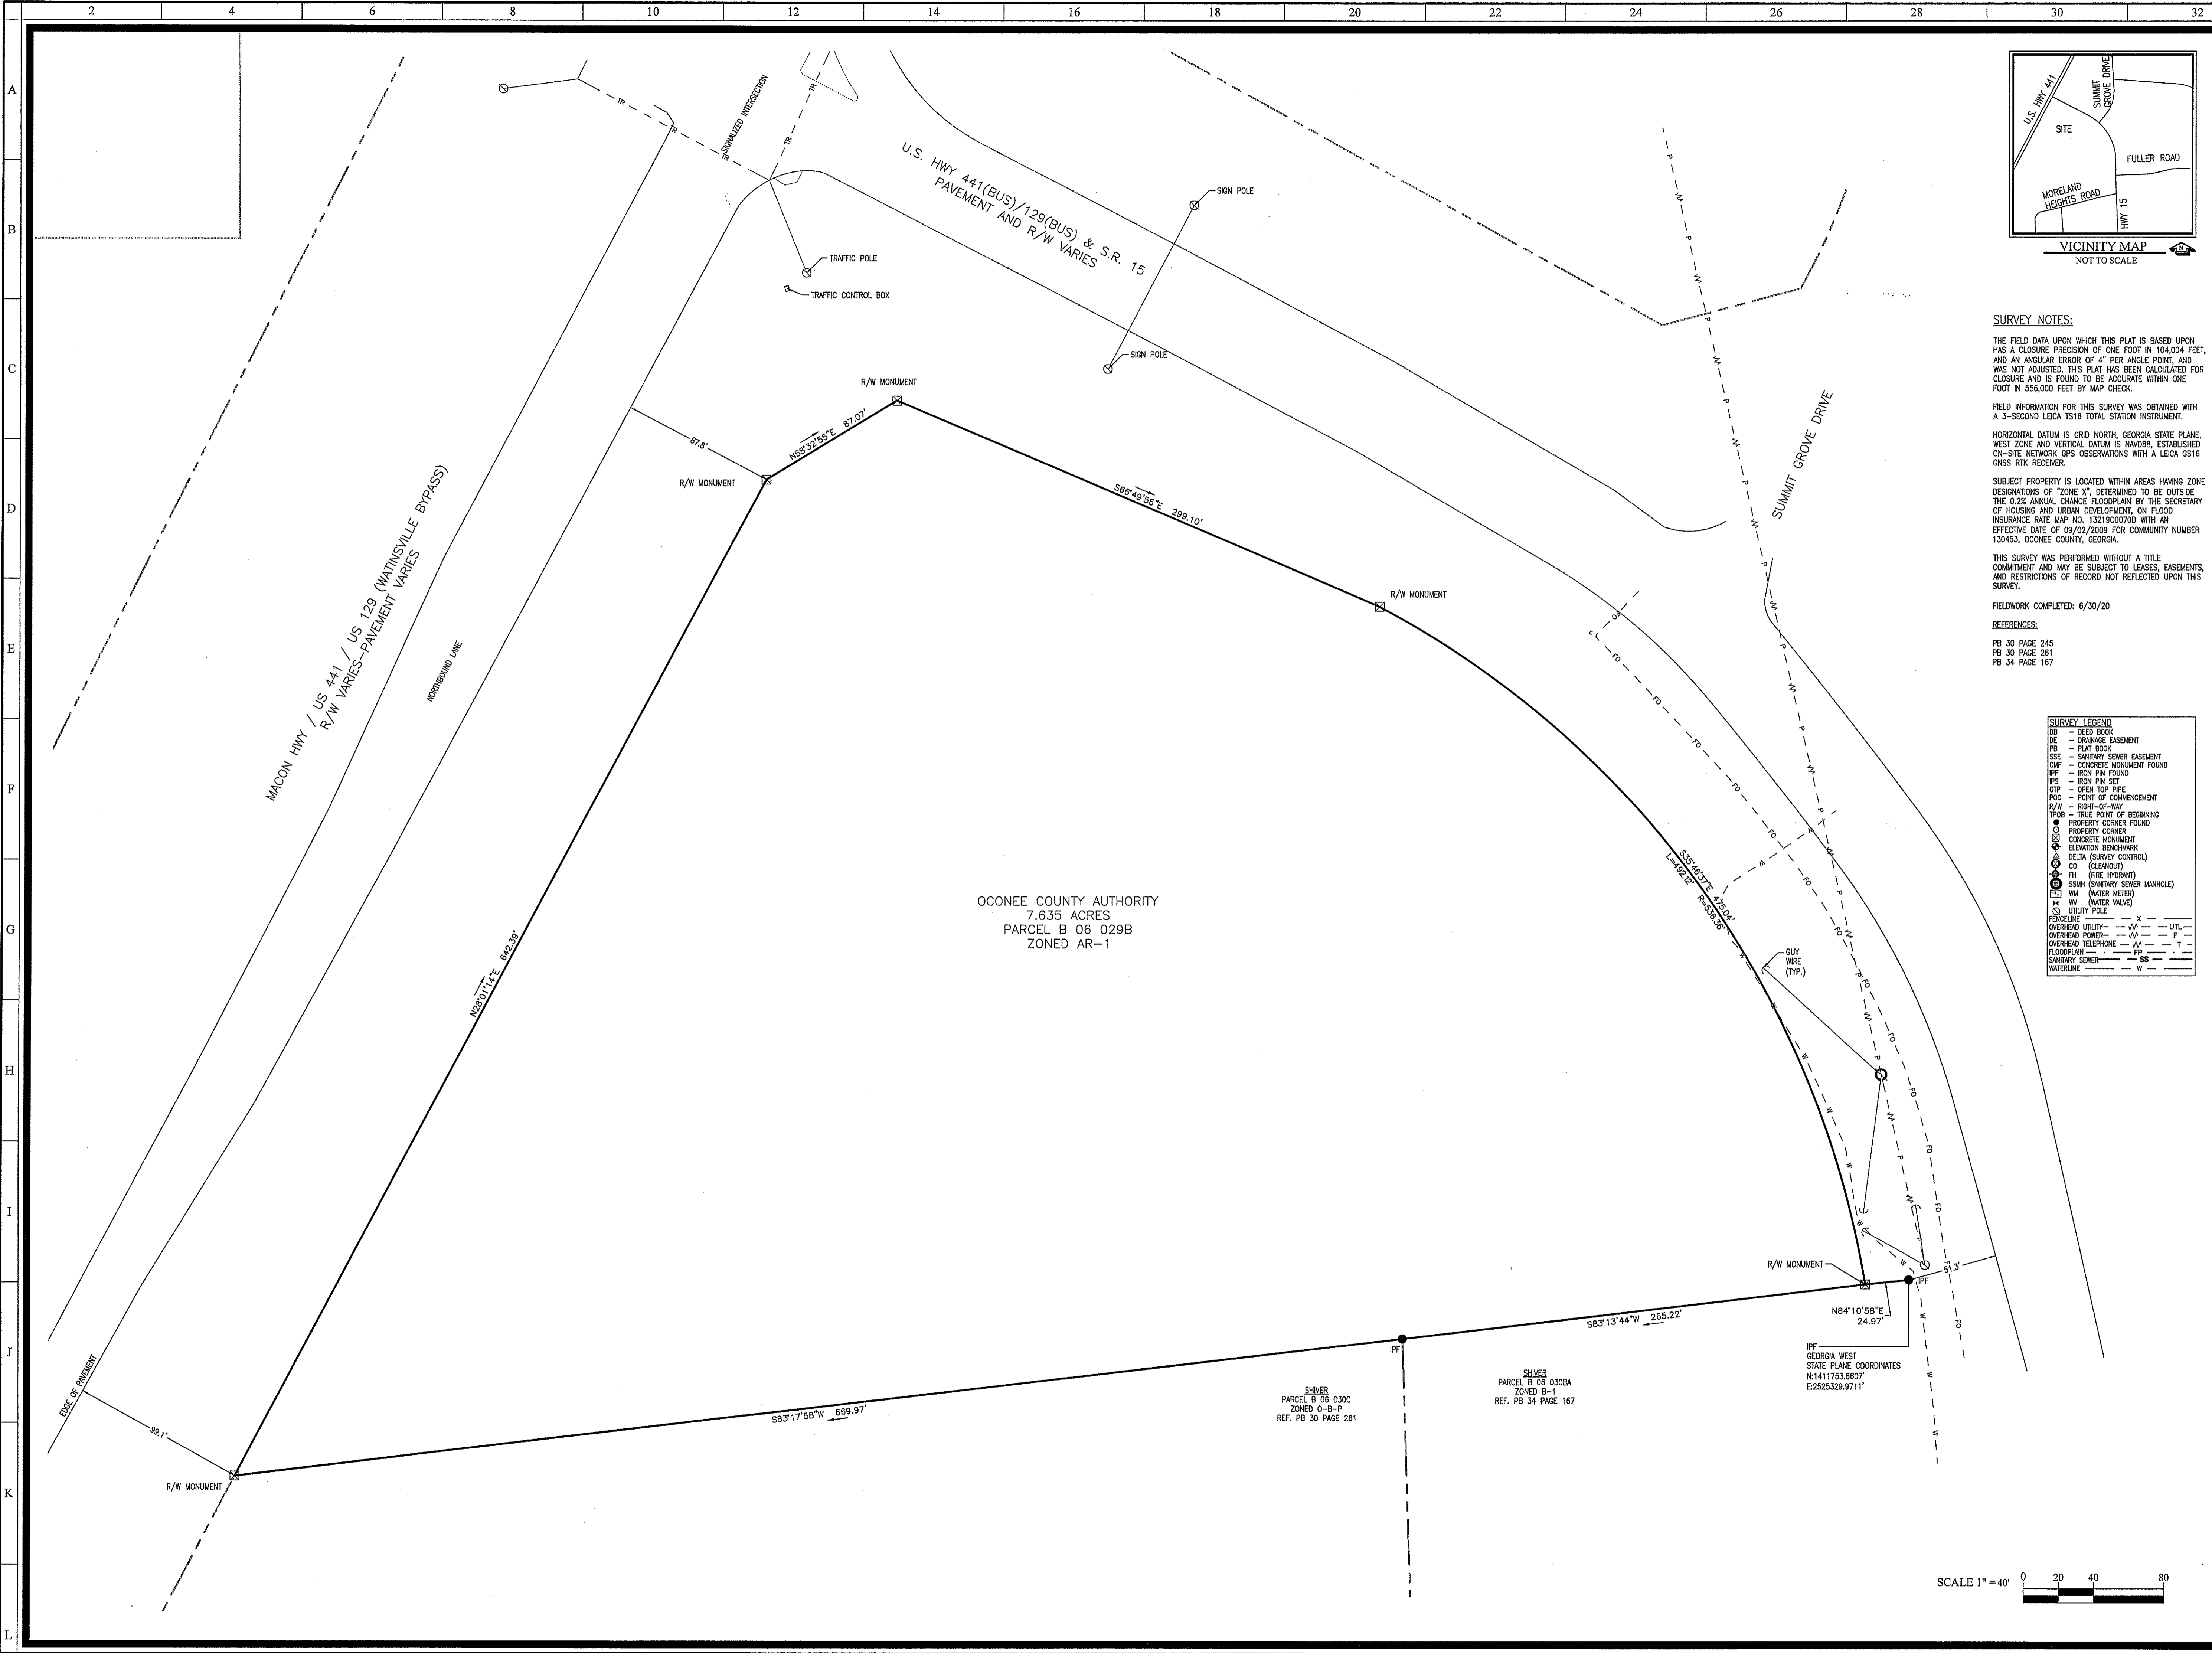 2 4 6 8 10 12 14 16 18 20 22 24 26 28 30 32
A
B
C
D
E
F
G
H
I
J
K
L
TR
TR
TR
TR
TR
SIGNALIZED INTERSECTION
U.S. HWY 441(BUS)/129(BUS) & S.R. 15
PAVEMENT AND R/W VARIES
SIGN POLE
TRAFFIC POLE
TRAFFIC CONTROL BOX
SIGN POLE
R/W MONUMENT
N58°32'55"E 87.07'
87.8'
R/W MONUMENT
S66°49'55"E 299.10'
R/W MONUMENT
SUMMIT GROVE DRIVE
MACON HWY / US 441 / US 129 (WATINSVILLE BYPASS)
R/W VARIES-PAVEMENT VARIES
NORTHBOUND LANE
N28°01'14"E 642.39'
OCONEE COUNTY AUTHORITY
7.635 ACRES
PARCEL B 06 029B
ZONED AR-1
S35°46'37"E 475.04'
L=492.12' R=536.36'
GUY
WIRE
(TYP.)
R/W MONUMENT
IPF
51.3'
N84°10'58"E
24.97'
S83°13'44"W 265.22'
IPF
IPF
GEORGIA WEST
STATE PLANE COORDINATES
N:1411753.8607'
E:2525329.9711'
SHIVER
PARCEL B 06 030C
ZONED O-B-P
REF. PB 30 PAGE 261
SHIVER
PARCEL B 06 030BA
ZONED B-1
REF. PB 34 PAGE 167
S83°17'58"W 669.97'
EDGE OF PAVEMENT
99.1'
R/W MONUMENT
U.S. HWY 441
SUMMIT
GROVE DRIVE
SITE
FULLER ROAD
MORELAND
HEIGHTS ROAD
HWY 15
VICINITY MAP
N
NOT TO SCALE
SURVEY NOTES:
THE FIELD DATA UPON WHICH THIS PLAT IS BASED UPON
HAS A CLOSURE PRECISION OF ONE FOOT IN 104,004 FEET,
AND AN ANGULAR ERROR OF 4" PER ANGLE POINT, AND
WAS NOT ADJUSTED. THIS PLAT HAS BEEN CALCULATED FOR
CLOSURE AND IS FOUND TO BE ACCURATE WITHIN ONE
FOOT IN 556,000 FEET BY MAP CHECK.
FIELD INFORMATION FOR THIS SURVEY WAS OBTAINED WITH
A 3-SECOND LEICA TS16 TOTAL STATION INSTRUMENT.
HORIZONTAL DATUM IS GRID NORTH, GEORGIA STATE PLANE,
WEST ZONE AND VERTICAL DATUM IS NAVD88, ESTABLISHED
ON-SITE NETWORK GPS OBSERVATIONS WITH A LEICA GS16
GNSS RTK RECEIVER.
SUBJECT PROPERTY IS LOCATED WITHIN AREAS HAVING ZONE
DESIGNATIONS OF "ZONE X", DETERMINED TO BE OUTSIDE
THE 0.2% ANNUAL CHANCE FLOODPLAIN BY THE SECRETARY
OF HOUSING AND URBAN DEVELOPMENT, ON FLOOD
INSURANCE RATE MAP NO. 13219C0070D WITH AN
EFFECTIVE DATE OF 09/02/2009 FOR COMMUNITY NUMBER
130453, OCONEE COUNTY, GEORGIA.
THIS SURVEY WAS PERFORMED WITHOUT A TITLE
COMMITMENT AND MAY BE SUBJECT TO LEASES, EASEMENTS,
AND RESTRICTIONS OF RECORD NOT REFLECTED UPON THIS
SURVEY.
FIELDWORK COMPLETED: 6/30/20
REFERENCES:
PB 30 PAGE 245
PB 30 PAGE 261
PB 34 PAGE 167
SURVEY LEGEND
DB - DEED BOOK
DE - DRAINAGE EASEMENT
PB - PLAT BOOK
SSE - SANITARY SEWER EASEMENT
CMF - CONCRETE MONUMENT FOUND
IPF - IRON PIN FOUND
IPS - IRON PIN SET
OTP - OPEN TOP PIPE
POC - POINT OF COMMENCEMENT
R/W - RIGHT-OF-WAY
TPOB - TRUE POINT OF BEGINNING
PROPERTY CORNER FOUND
PROPERTY CORNER
CONCRETE MONUMENT
ELEVATION BENCHMARK
DELTA (SURVEY CONTROL)
CO (CLEANOUT)
FH (FIRE HYDRANT)
SSMH (SANITARY SEWER MANHOLE)
WM (WATER METER)
WV (WATER VALVE)
UTILITY POLE
FENCELINE X
OVERHEAD UTILITY UTL
OVERHEAD POWER P
OVERHEAD TELEPHONE T
FLOODPLAIN FP
SANITARY SEWER SS
WATERLINE W
SCALE 1" =40'
0 20 40 80